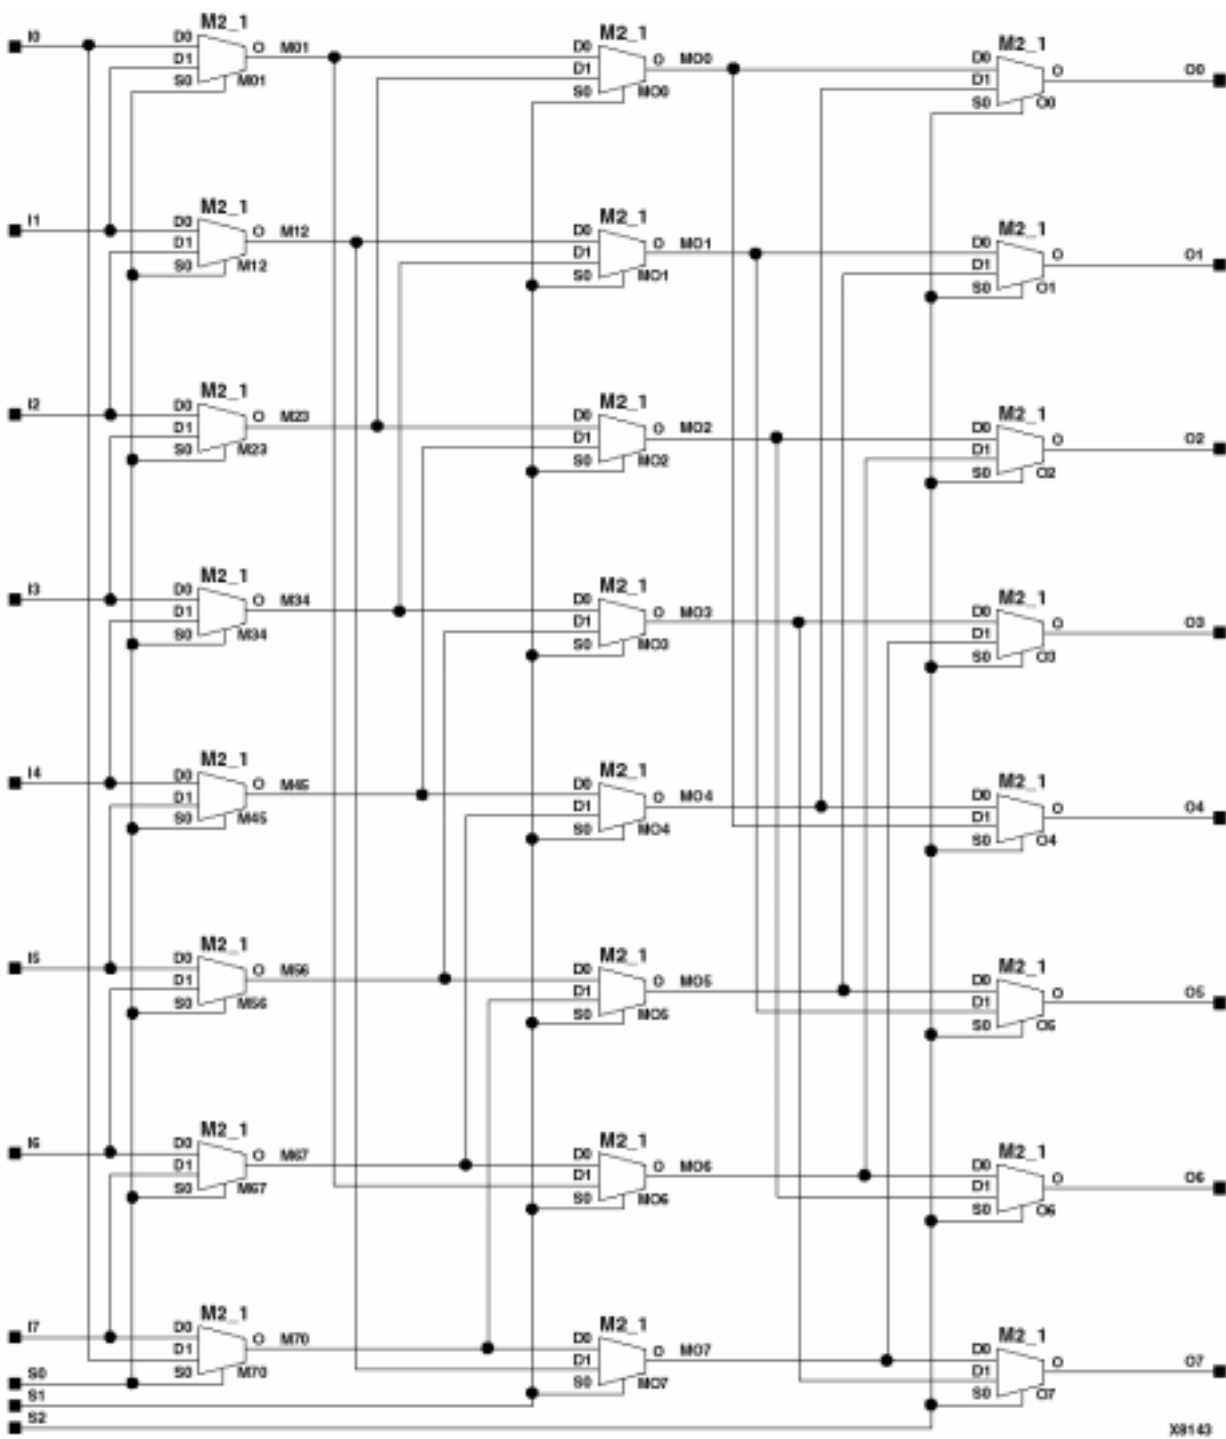 M2_1 M2_1 M2_1
I0 D0 O M01 D0 O MO0 D0 O O0
D1 D1 D1
S0 M01 S0 MO0 S0 O0
M2_1 M2_1 M2_1
I1 D0 O M12 D0 O MO1 D0 O O1
D1 D1 D1
S0 M12 S0 MO1 S0 O1
M2_1 M2_1 M2_1
I2 D0 O M23 D0 O MO2 D0 O O2
D1 D1 D1
S0 M23 S0 MO2 S0 O2
M2_1 M2_1 M2_1
I3 D0 O M34 D0 O MO3 D0 O O3
D1 D1 D1
S0 M34 S0 MO3 S0 O3
M2_1 M2_1 M2_1
I4 D0 O M45 D0 O MO4 D0 O O4
D1 D1 D1
S0 M45 S0 MO4 S0 O4
M2_1 M2_1 M2_1
I5 D0 O M56 D0 O MO5 D0 O O5
D1 D1 D1
S0 M56 S0 MO5 S0 O5
M2_1 M2_1 M2_1
I6 D0 O M67 D0 O MO6 D0 O O6
D1 D1 D1
S0 M67 S0 MO6 S0 O6
M2_1 M2_1 M2_1
I7 D0 O M70 D0 O MO7 D0 O O7
D1 D1 D1
S0 M70 S0 MO7 S0 O7
S0
S1
S2
X8143